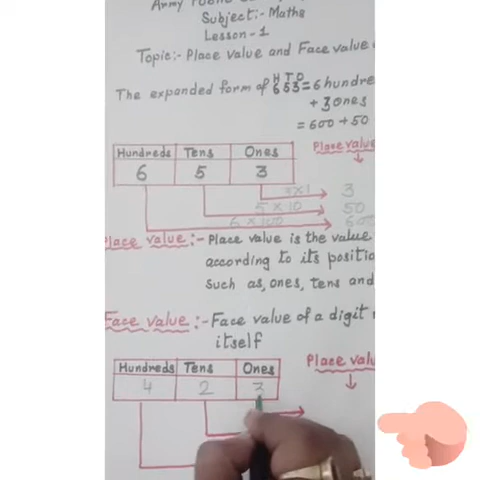 Army Public
Subject:- Maths
Lesson-1
Topic:- Place value and Face value
H T O
The expanded form of 653=6 hundre
+ 3 ones
= 600 + 50
Place value
Hundreds Tens Ones
6 5 3
3 × 1 3
5 × 10 50
6 × 100 600
Place value:- Place value is the value
according to its positio
such as, ones, tens and
Face value:- Face value of a digit
itself
Place valu
Hundreds Tens Ones
4 2